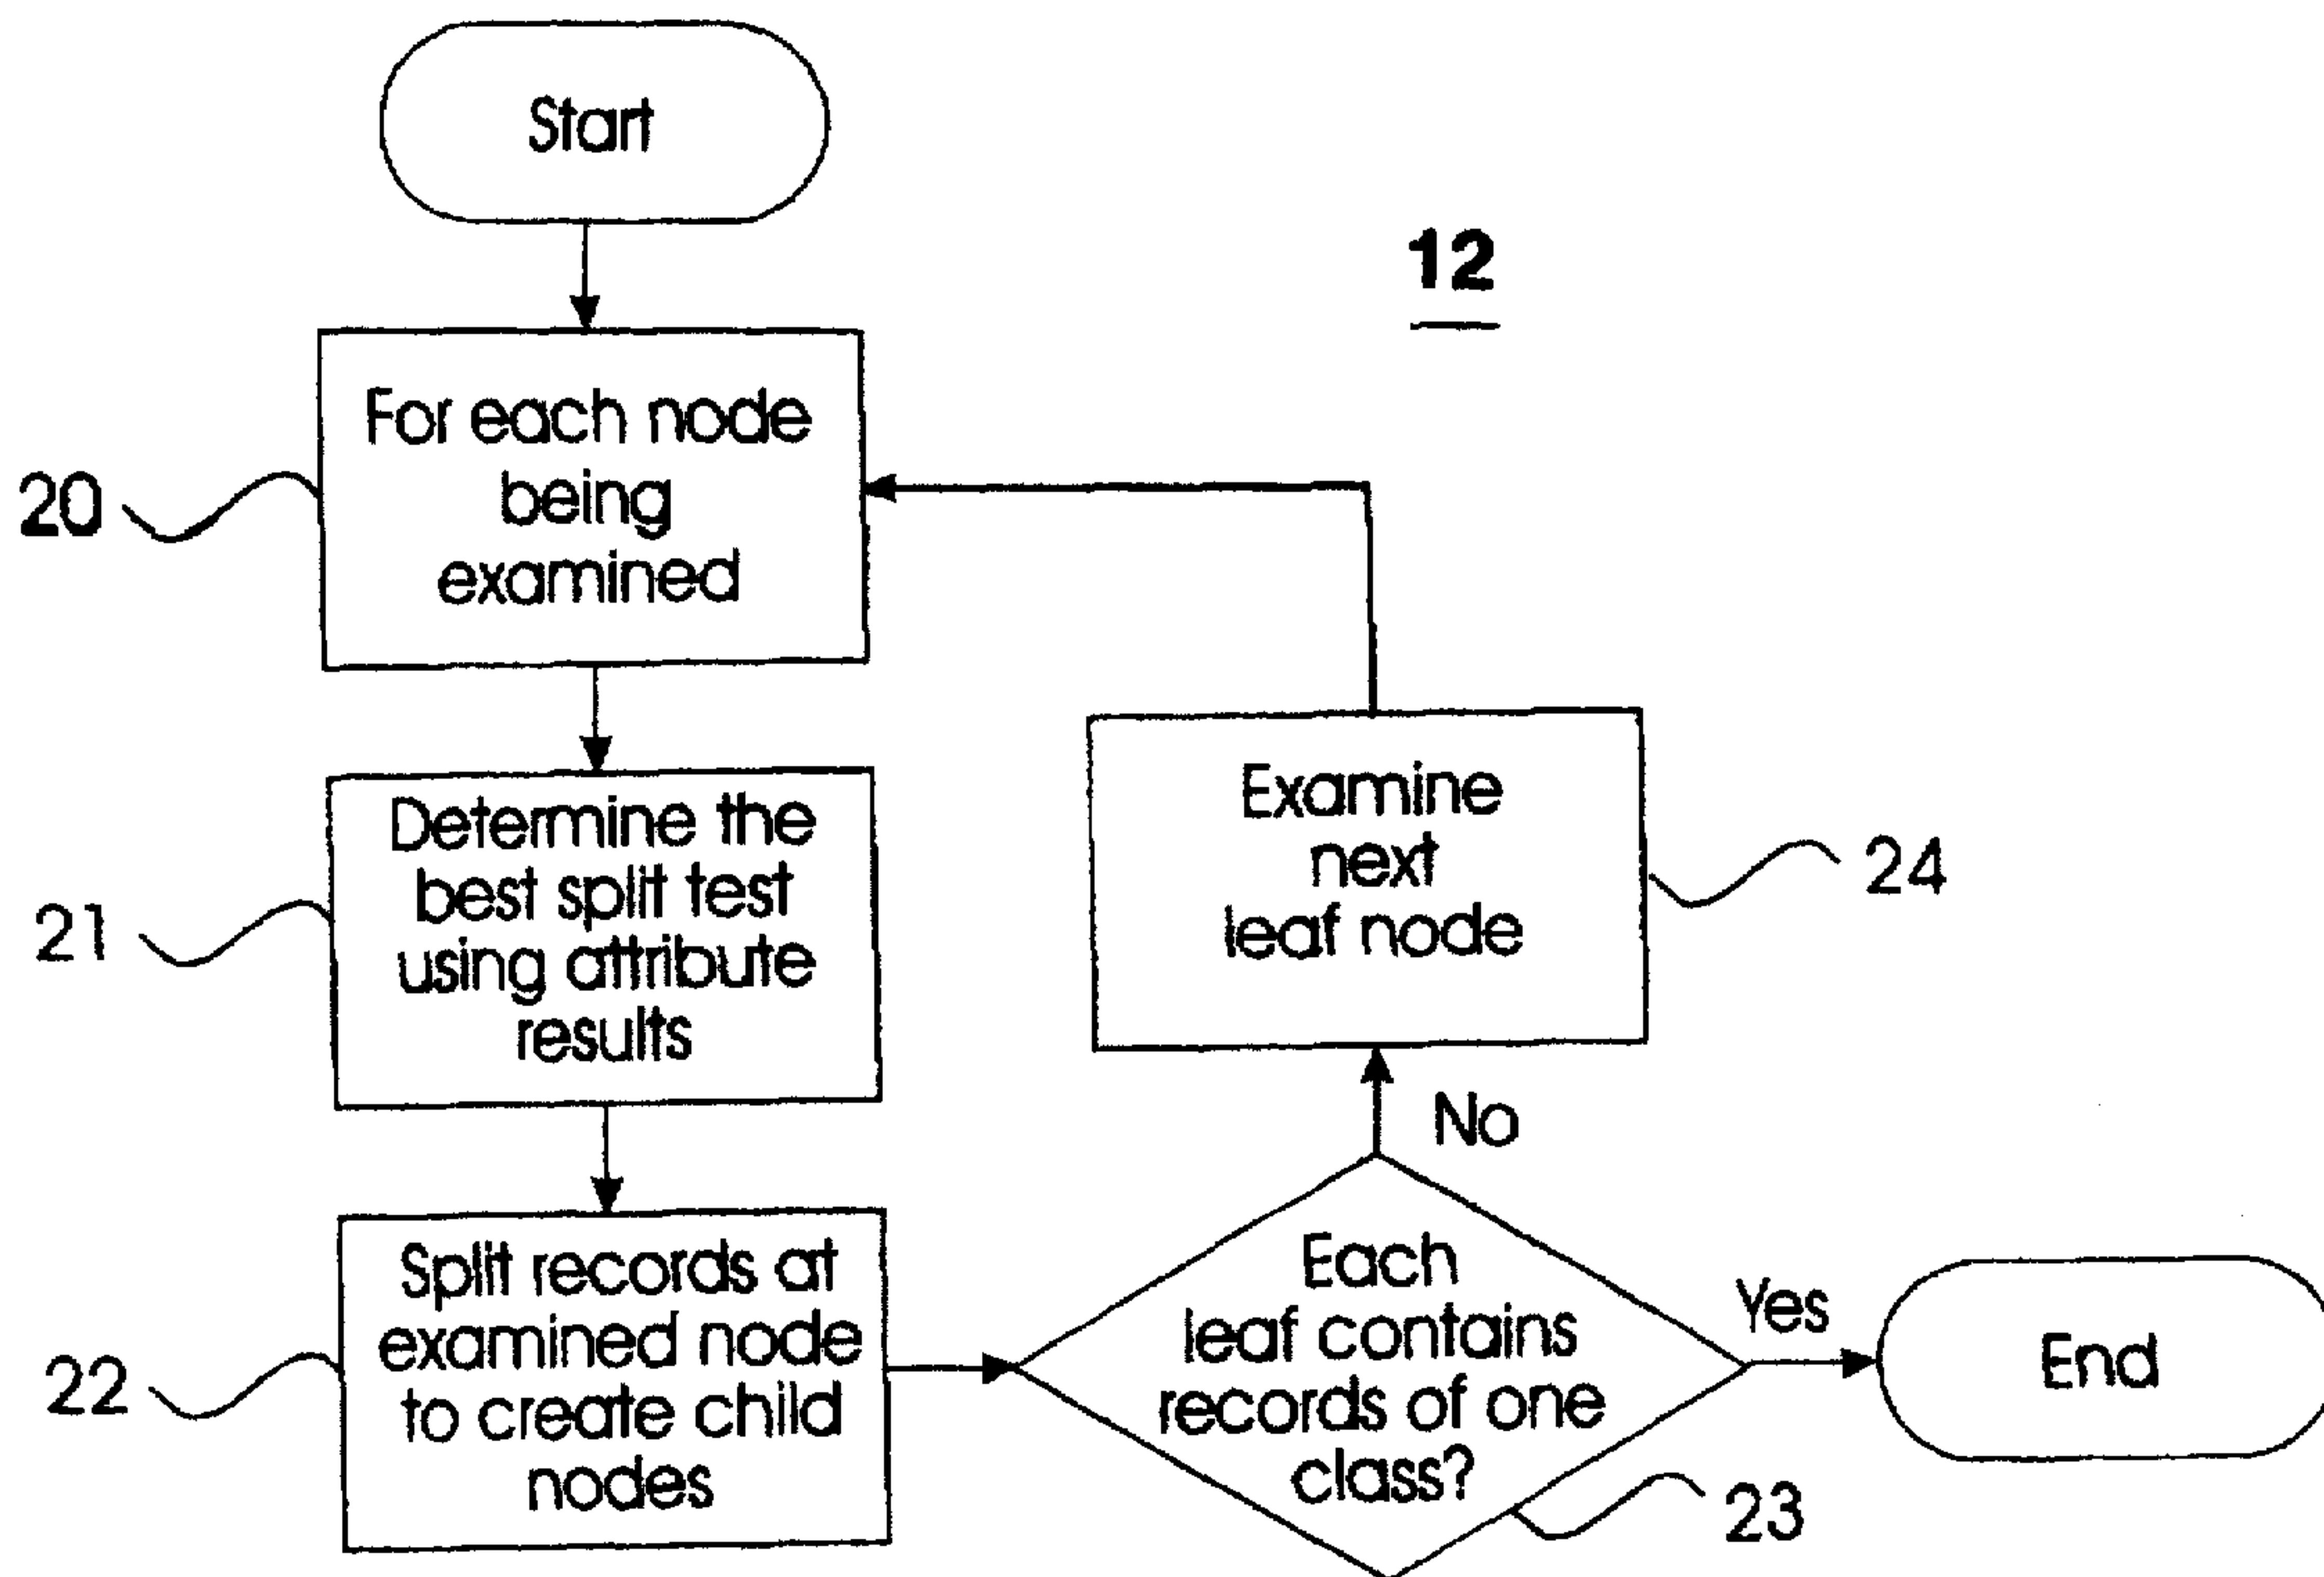 Start
12
For each node
being
examined
20
Determine the
best split test
using attribute
results
21
Examine
next
leaf node
24
No
Split records at
examined node
to create child
nodes
22
Each
leaf contains
records of one
class?
23
Yes
End